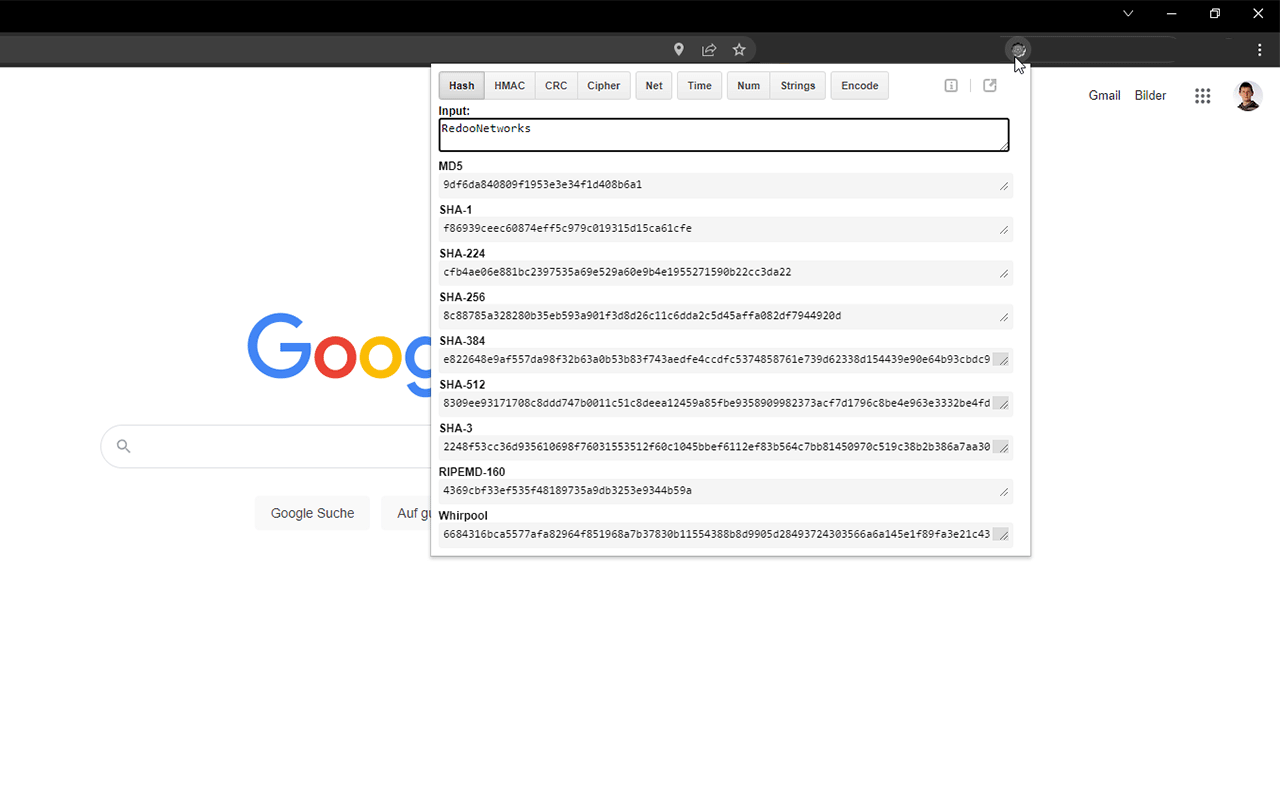 Hash HMAC CRC Cipher Net Time Num Strings Encode
Gmail Bilder
Input:
RedooNetworks
MD5
9df6da840809f1953e3e34f1d408b6a1
SHA-1
f86939ceec60874eff5c979c019315d15ca61cfe
SHA-224
cfb4ae06e881bc2397535a69e529a60e9b4e1955271590b22cc3da22
SHA-256
8c88785a328280b35eb593a901f3d8d26c11c6dda2c5d45affa082df7944920d
SHA-384
e822648e9af557da98f32b63a0b53b83f743aedfe4ccdfc5374858761e739d62338d154439e90e64b93cbdc9
SHA-512
8309ee93171708c8ddd747b0011c51c8deea12459a85fbe9358909982373acf7d1796c8be4e963e3332be4fd
SHA-3
2248f53cc36d935610698f76031553512f60c1045bbef6112ef83b564c7bb81450970c519c38b2b386a7aa30
RIPEMD-160
4369cbf33ef535f48189735a9db3253e9344b59a
Whirpool
6684316bca5577afa82964f851968a7b37830b11554388b8d9905d28493724303566a6a145e1f89fa3e21c43
Goog
Google Suche Auf gu